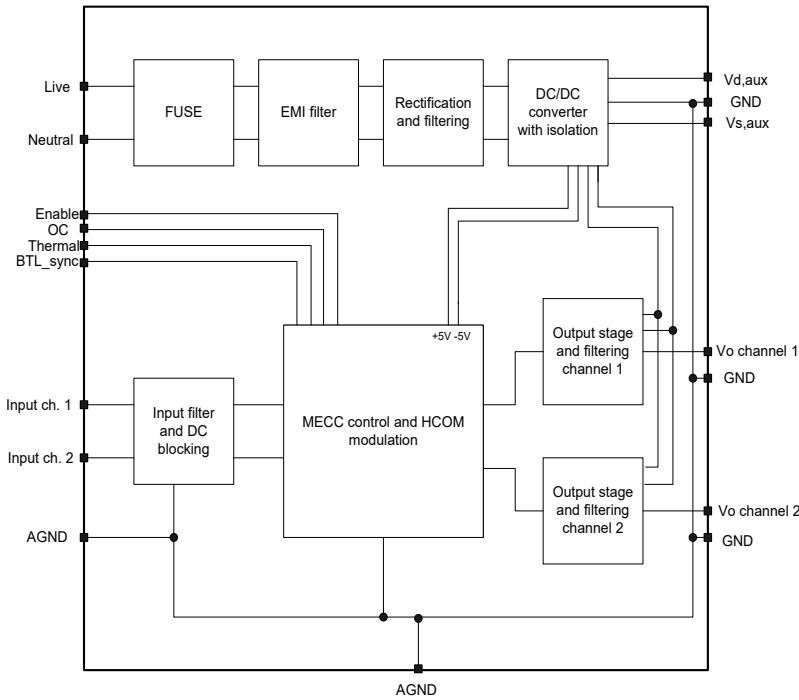 Live
Neutral
FUSE
EMI filter
Rectification
and filtering
DC/DC
converter
with isolation
Vd,aux
GND
Vs,aux
Enable
OC
Thermal
BTL_sync
+5V -5V
MECC control and HCOM
modulation
Output stage
and filtering
channel 1
Vo channel 1
GND
Input ch. 1
Input ch. 2
Input filter
and DC
blocking
Output stage
and filtering
channel 2
Vo channel 2
GND
AGND
AGND